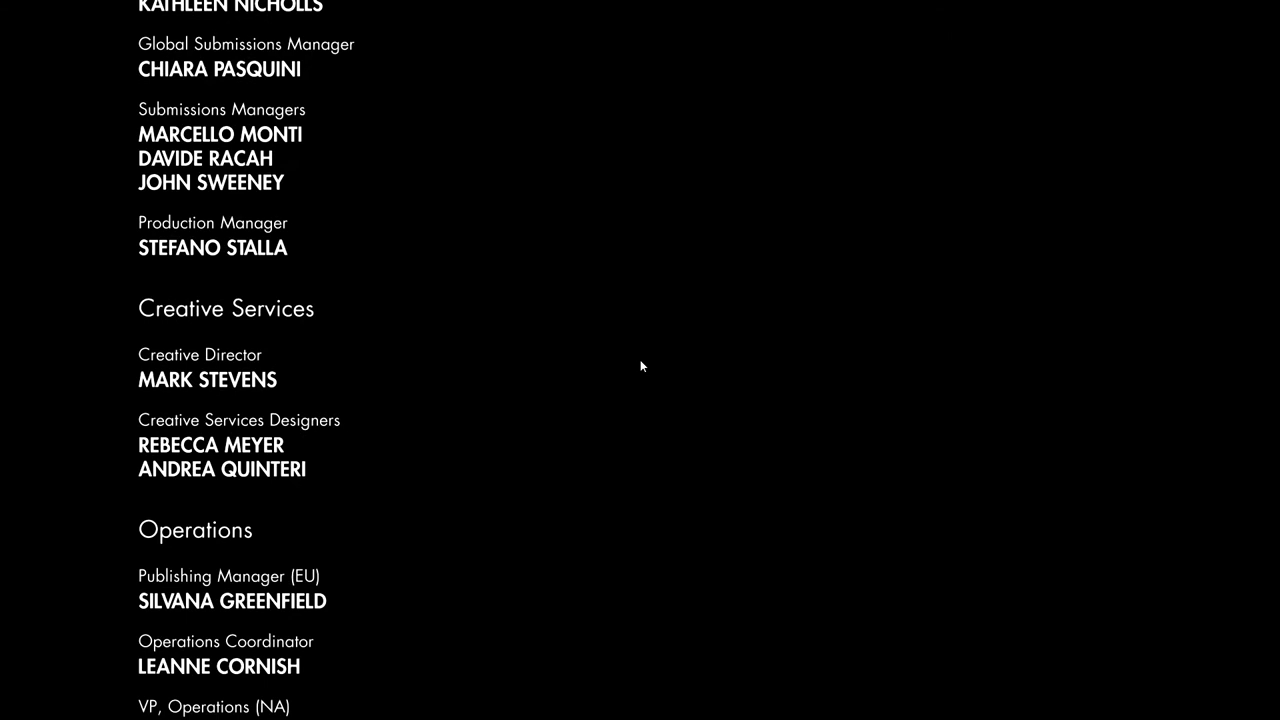 KATHLEEN NICHOLLS
Global Submissions Manager
CHIARA PASQUINI
Submissions Managers
MARCELLO MONTI
DAVIDE RACAH
JOHN SWEENEY
Production Manager
STEFANO STALLA
Creative Services
Creative Director
MARK STEVENS
Creative Services Designers
REBECCA MEYER
ANDREA QUINTERI
Operations
Publishing Manager (EU)
SILVANA GREENFIELD
Operations Coordinator
LEANNE CORNISH
VP, Operations (NA)